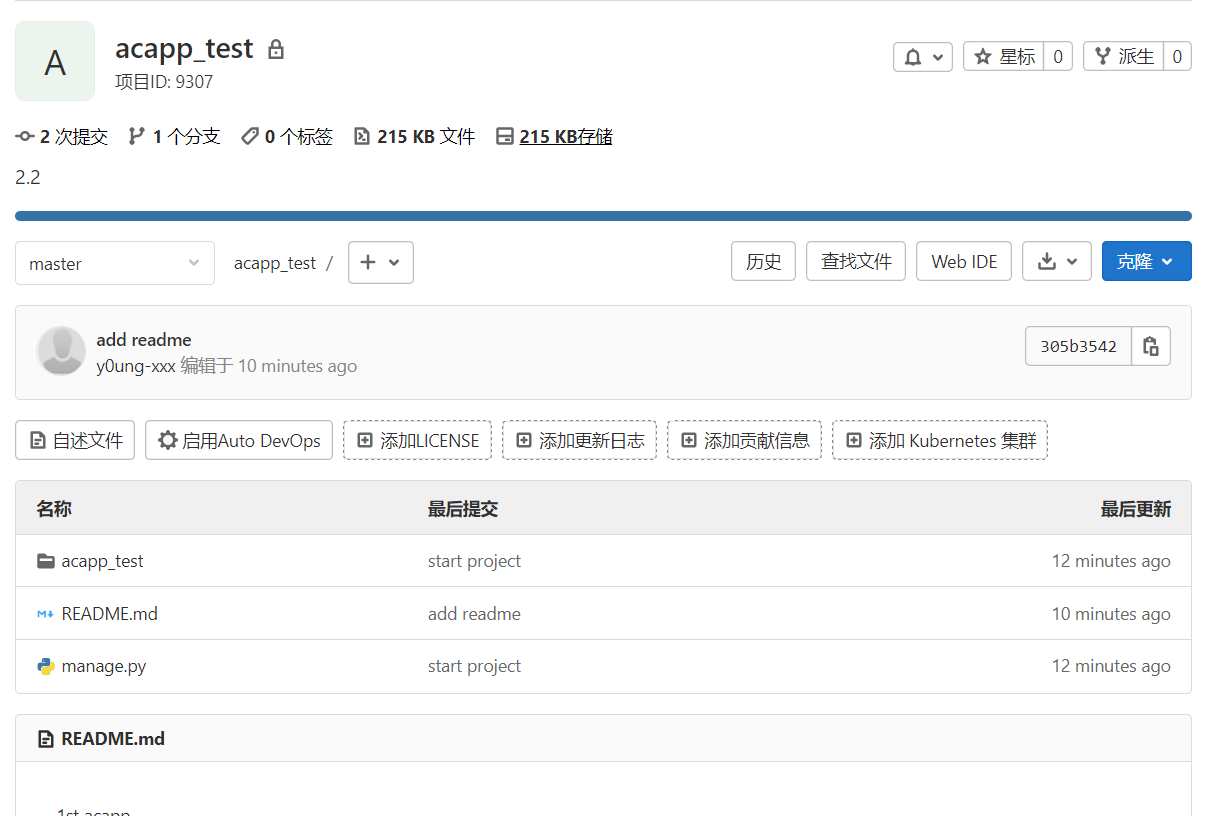 A
acapp_test
项目ID: 9307
星标 0
派生 0
2 次提交 1 个分支 0 个标签 215 KB 文件 215 KB存储
2.2
master acapp_test / 历史 查找文件 Web IDE 克隆
add readme
y0ung-xxx 编辑于 10 minutes ago
305b3542
自述文件 启用Auto DevOps 添加LICENSE 添加更新日志 添加贡献信息 添加 Kubernetes 集群
名称 最后提交 最后更新
acapp_test start project 12 minutes ago
README.md add readme 10 minutes ago
manage.py start project 12 minutes ago
README.md
1st acapp